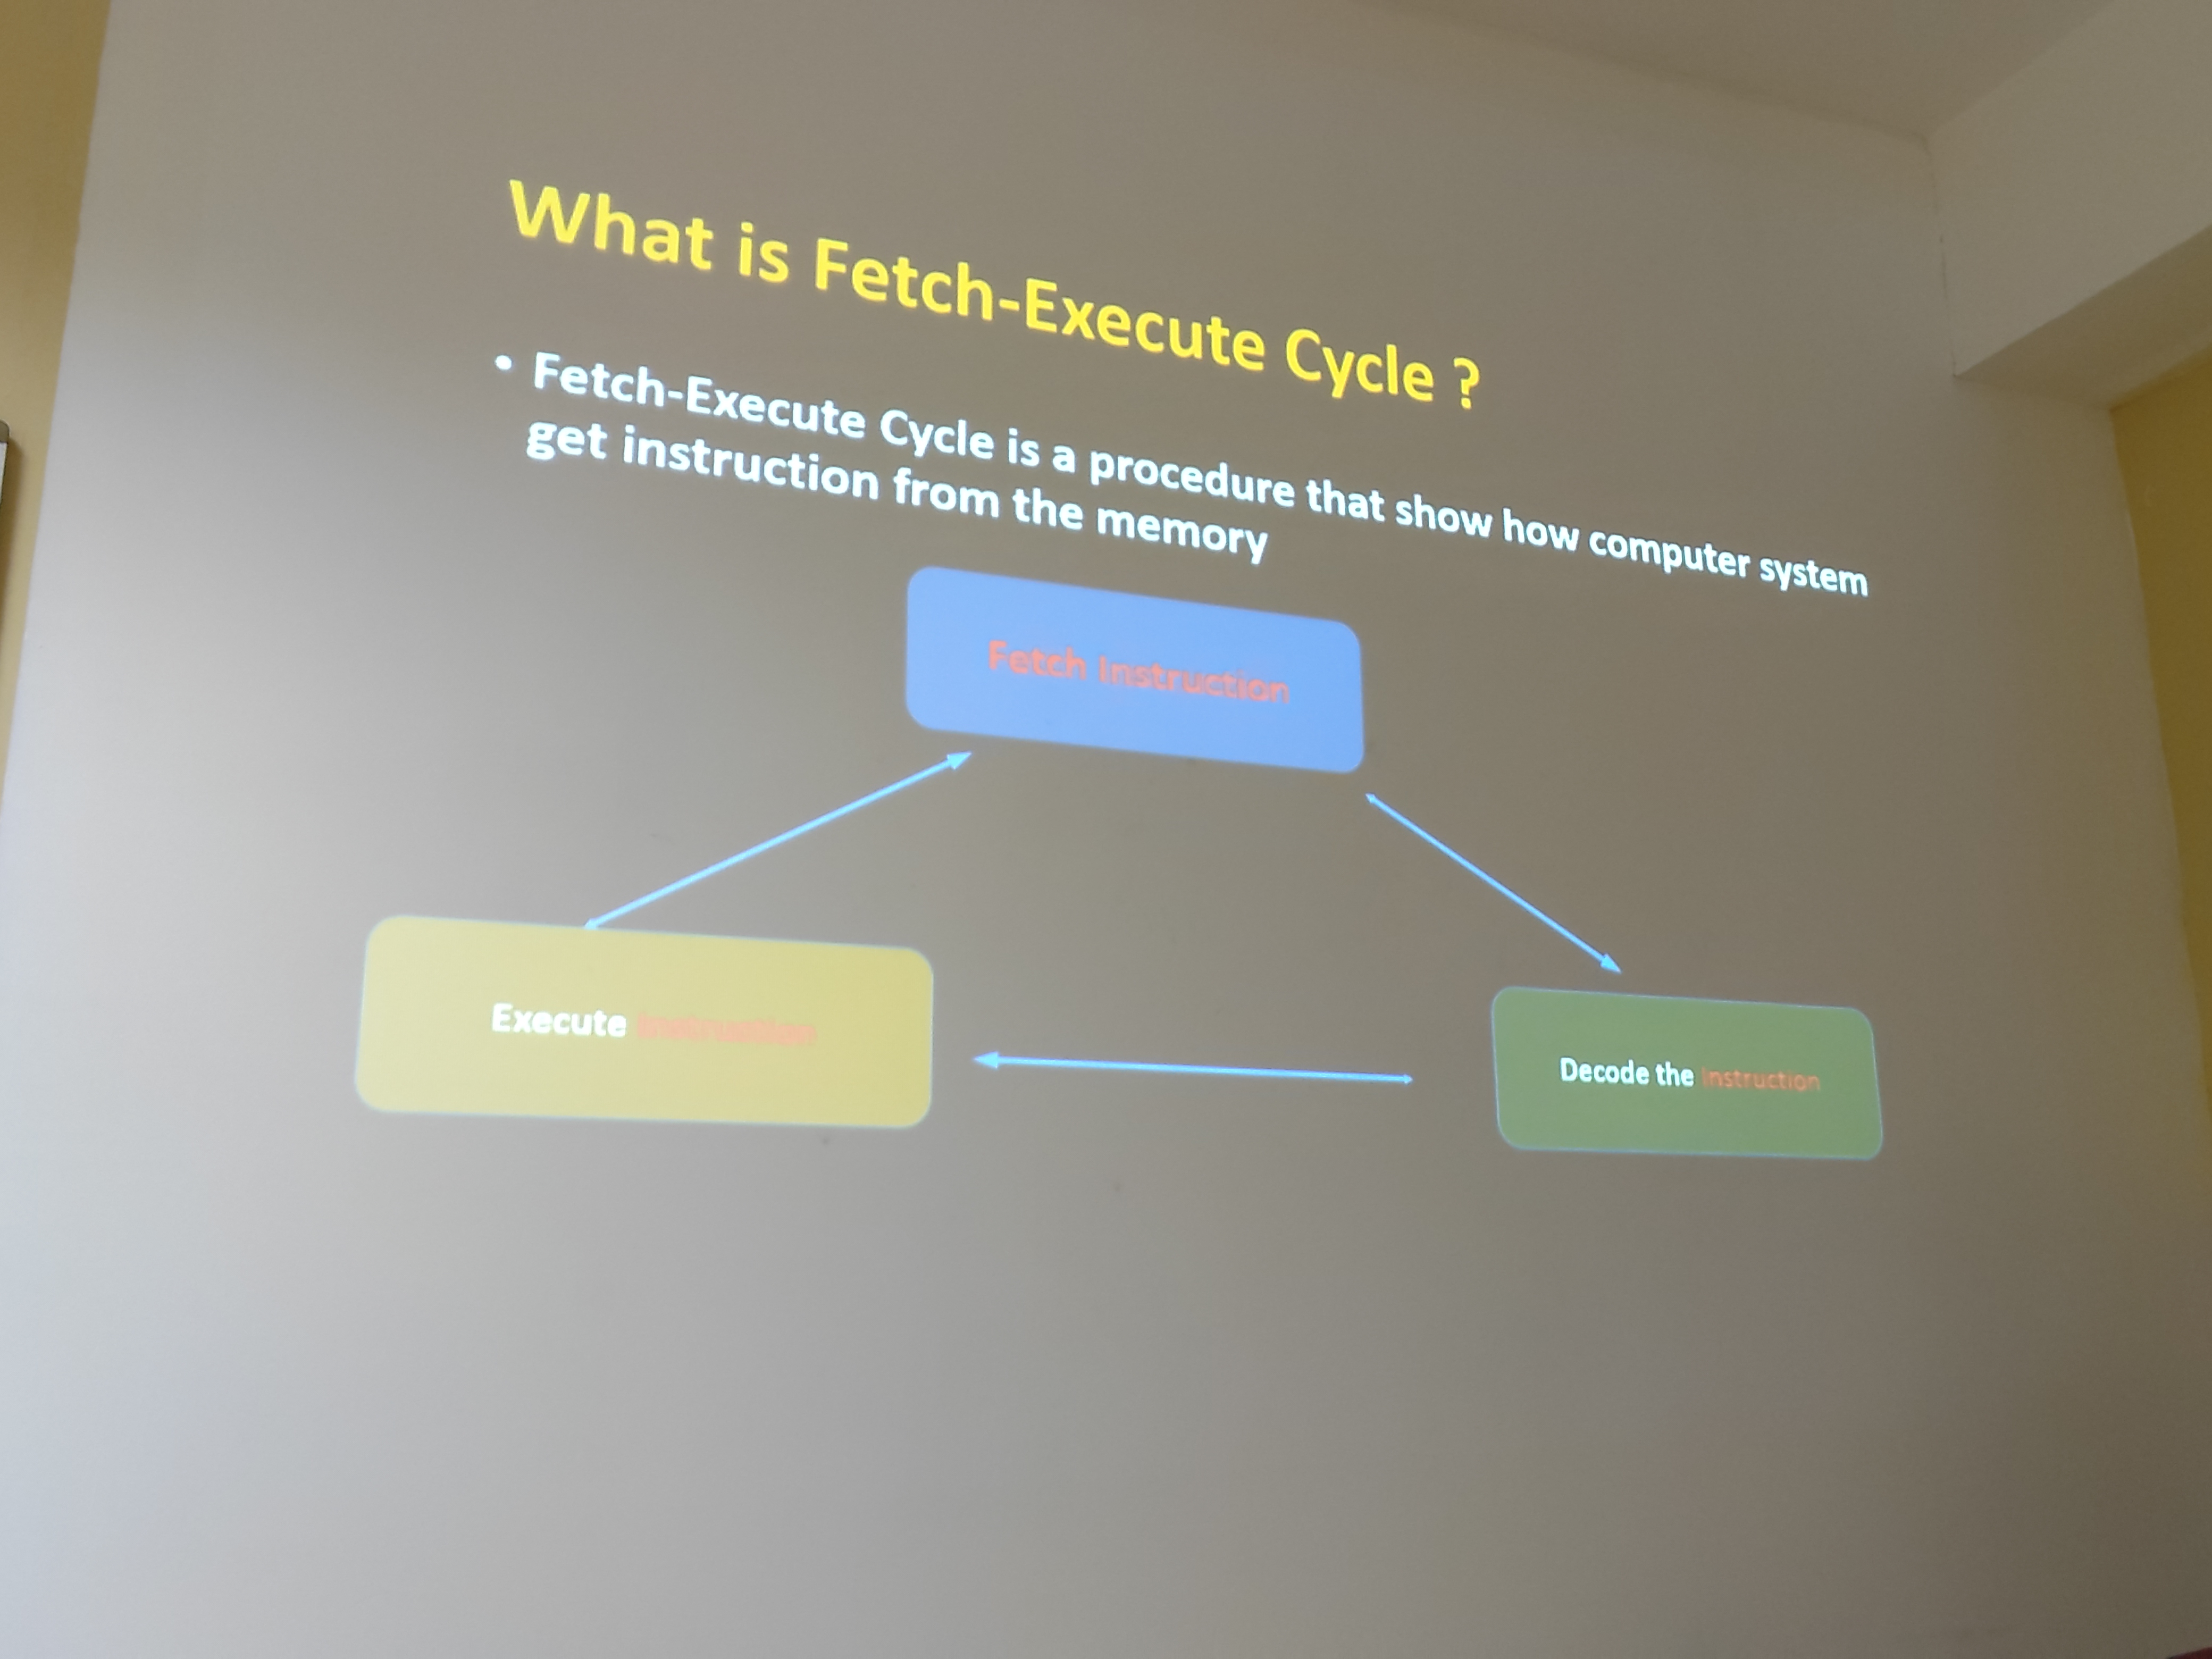 What is Fetch-Execute Cycle ?
• Fetch-Execute Cycle is a procedure that show how computer system
get instruction from the memory
Fetch Instruction
Execute Instruction
Decode the Instruction